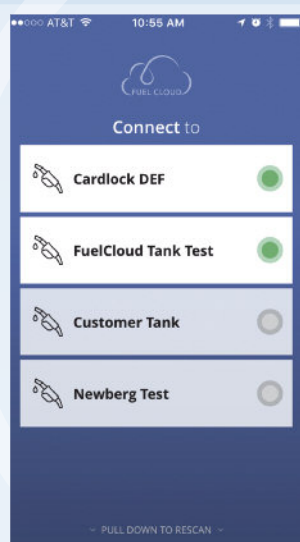 AT&T 10:55 AM
FUEL CLOUD
Connect to
Cardlock DEF
FuelCloud Tank Test
Customer Tank
Newberg Test
PULL DOWN TO RESCAN